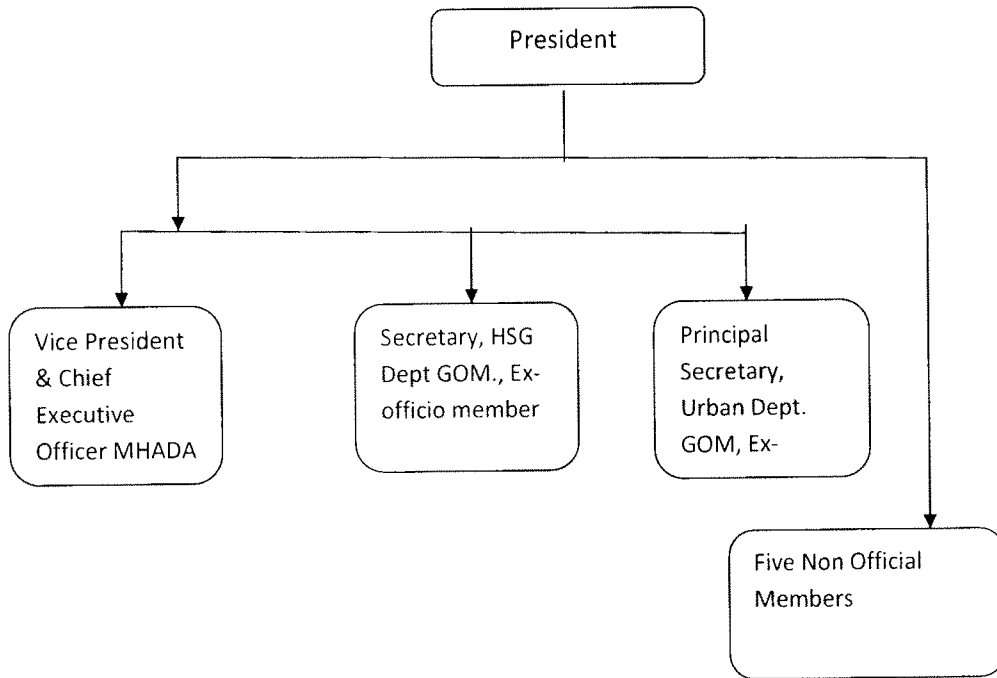 President
Vice President
& Chief
Executive
Officer MHADA
Secretary, HSG
Dept GOM., Ex-
officio member
Principal
Secretary,
Urban Dept.
GOM, Ex-
Five Non Official
Members